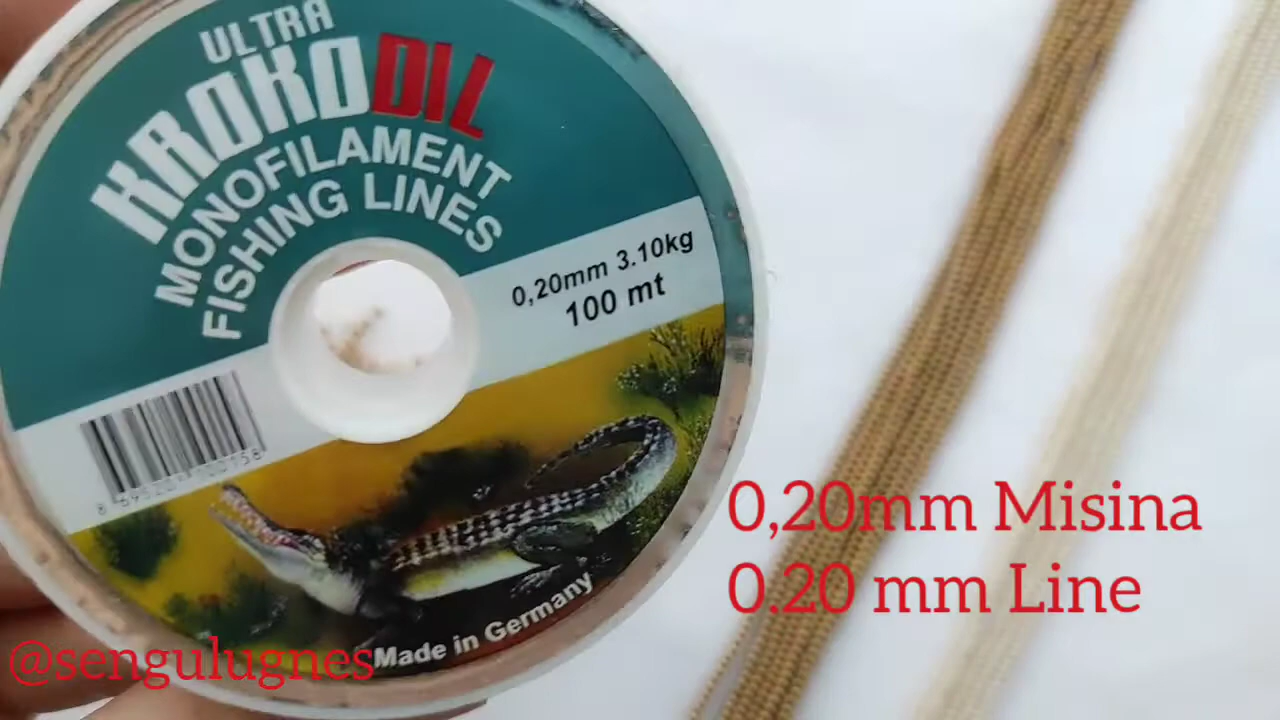 ULTRA
KROKODIL
MONOFILAMENT
FISHING LINES
0,20mm 3.10kg
100 mt
Made in Germany
0,20mm Misina
0.20 mm Line
@sengulugnes